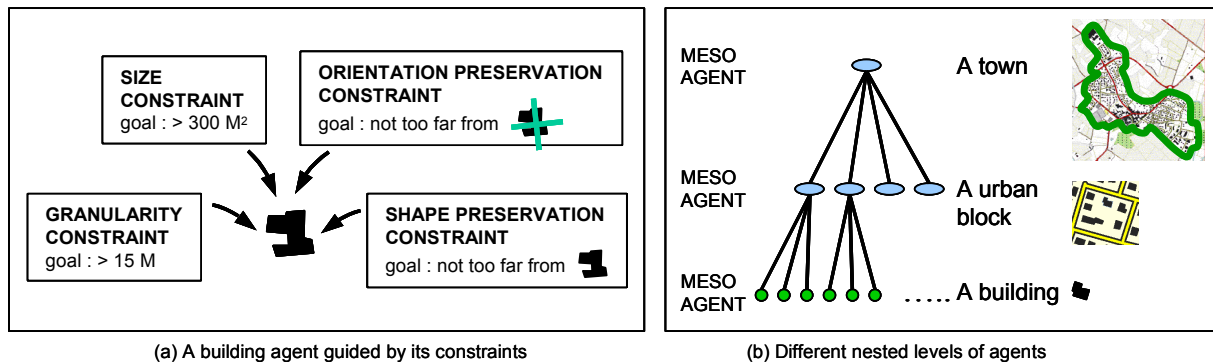 SIZE
CONSTRAINT
goal : > 300 M²
ORIENTATION PRESERVATION
CONSTRAINT
goal : not too far from
GRANULARITY
CONSTRAINT
goal : > 15 M
SHAPE PRESERVATION
CONSTRAINT
goal : not too far from
(a) A building agent guided by its constraints
MESO
AGENT
A town
MESO
AGENT
A urban
block
MESO
AGENT
..... A building
(b) Different nested levels of agents